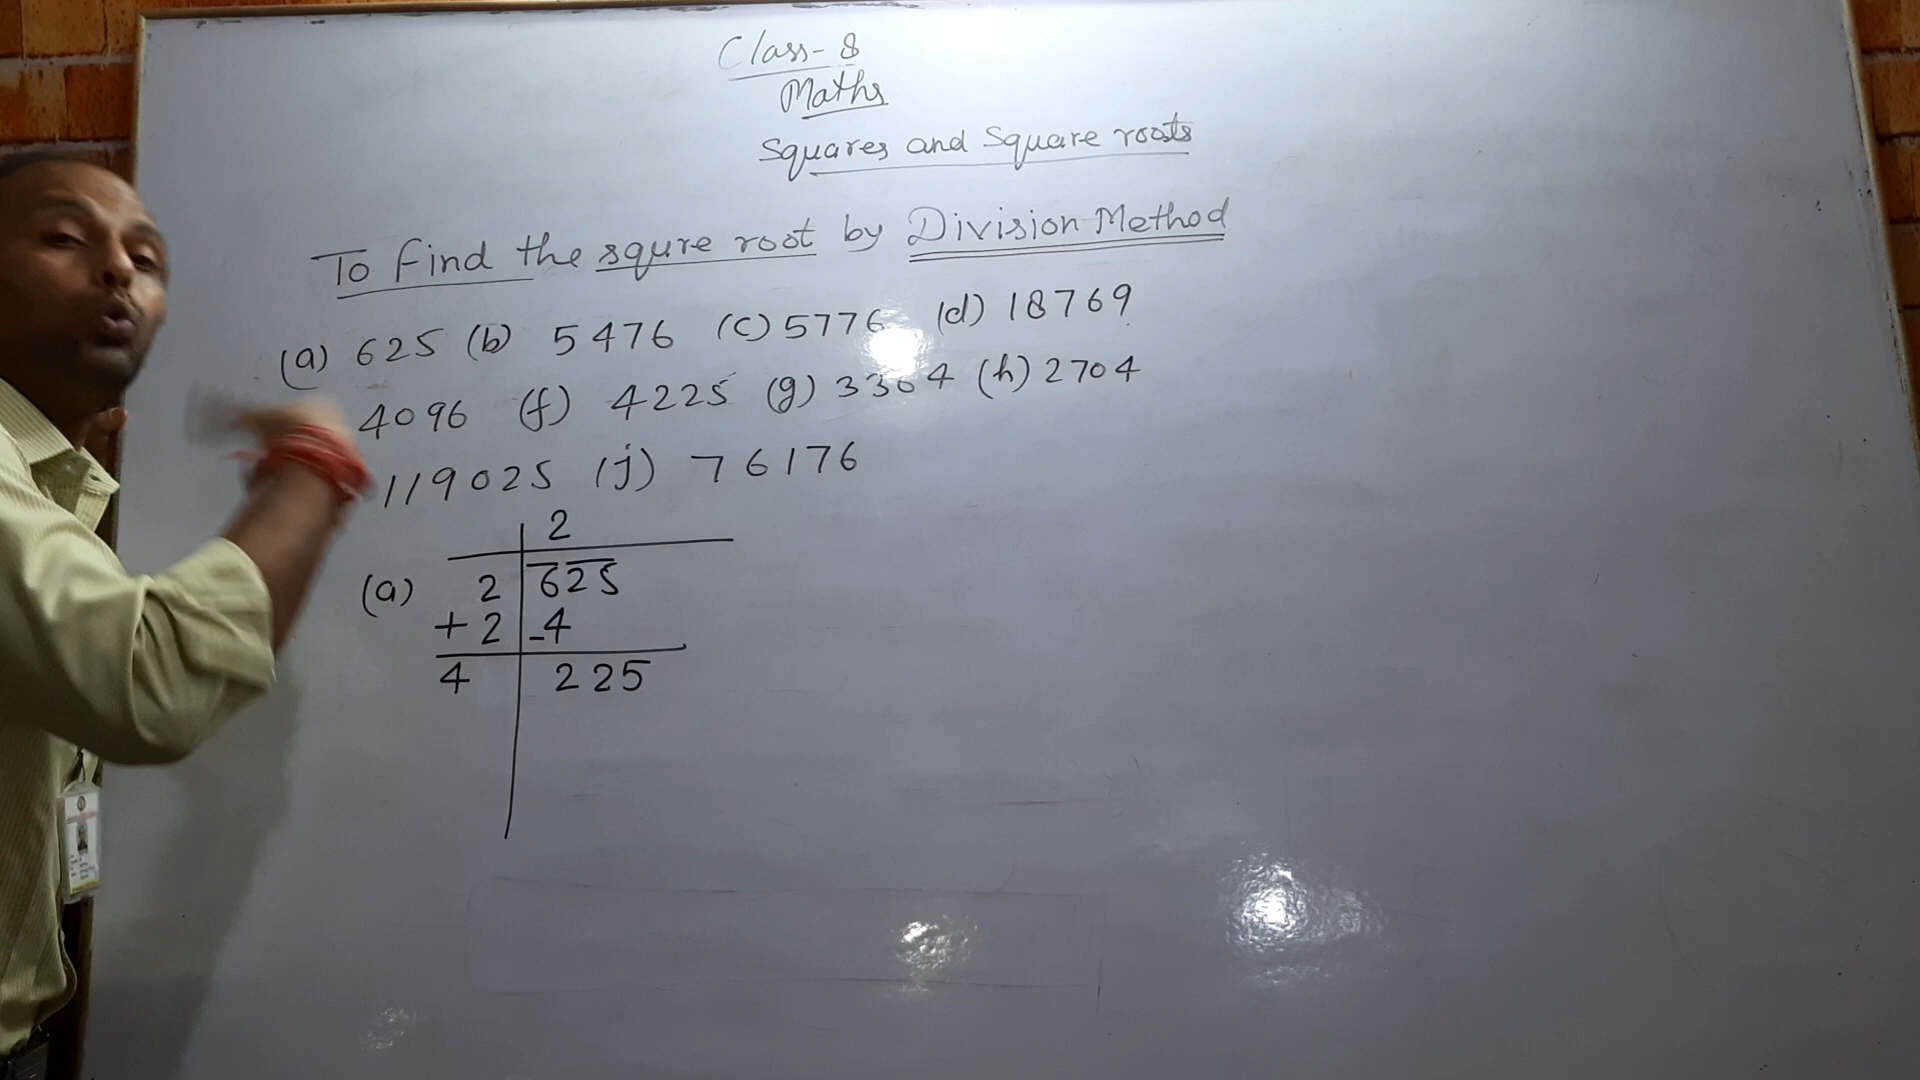 Class-8
Maths
Squares and Square roots
To find the squre root by Division Method
(a) 625 (b) 5476 (c) 5776 (d) 18769
4096 (f) 4225 (g) 3364 (h) 2704
119025 (j) 76176
2
(a) 2 625
+2 -4
4 225